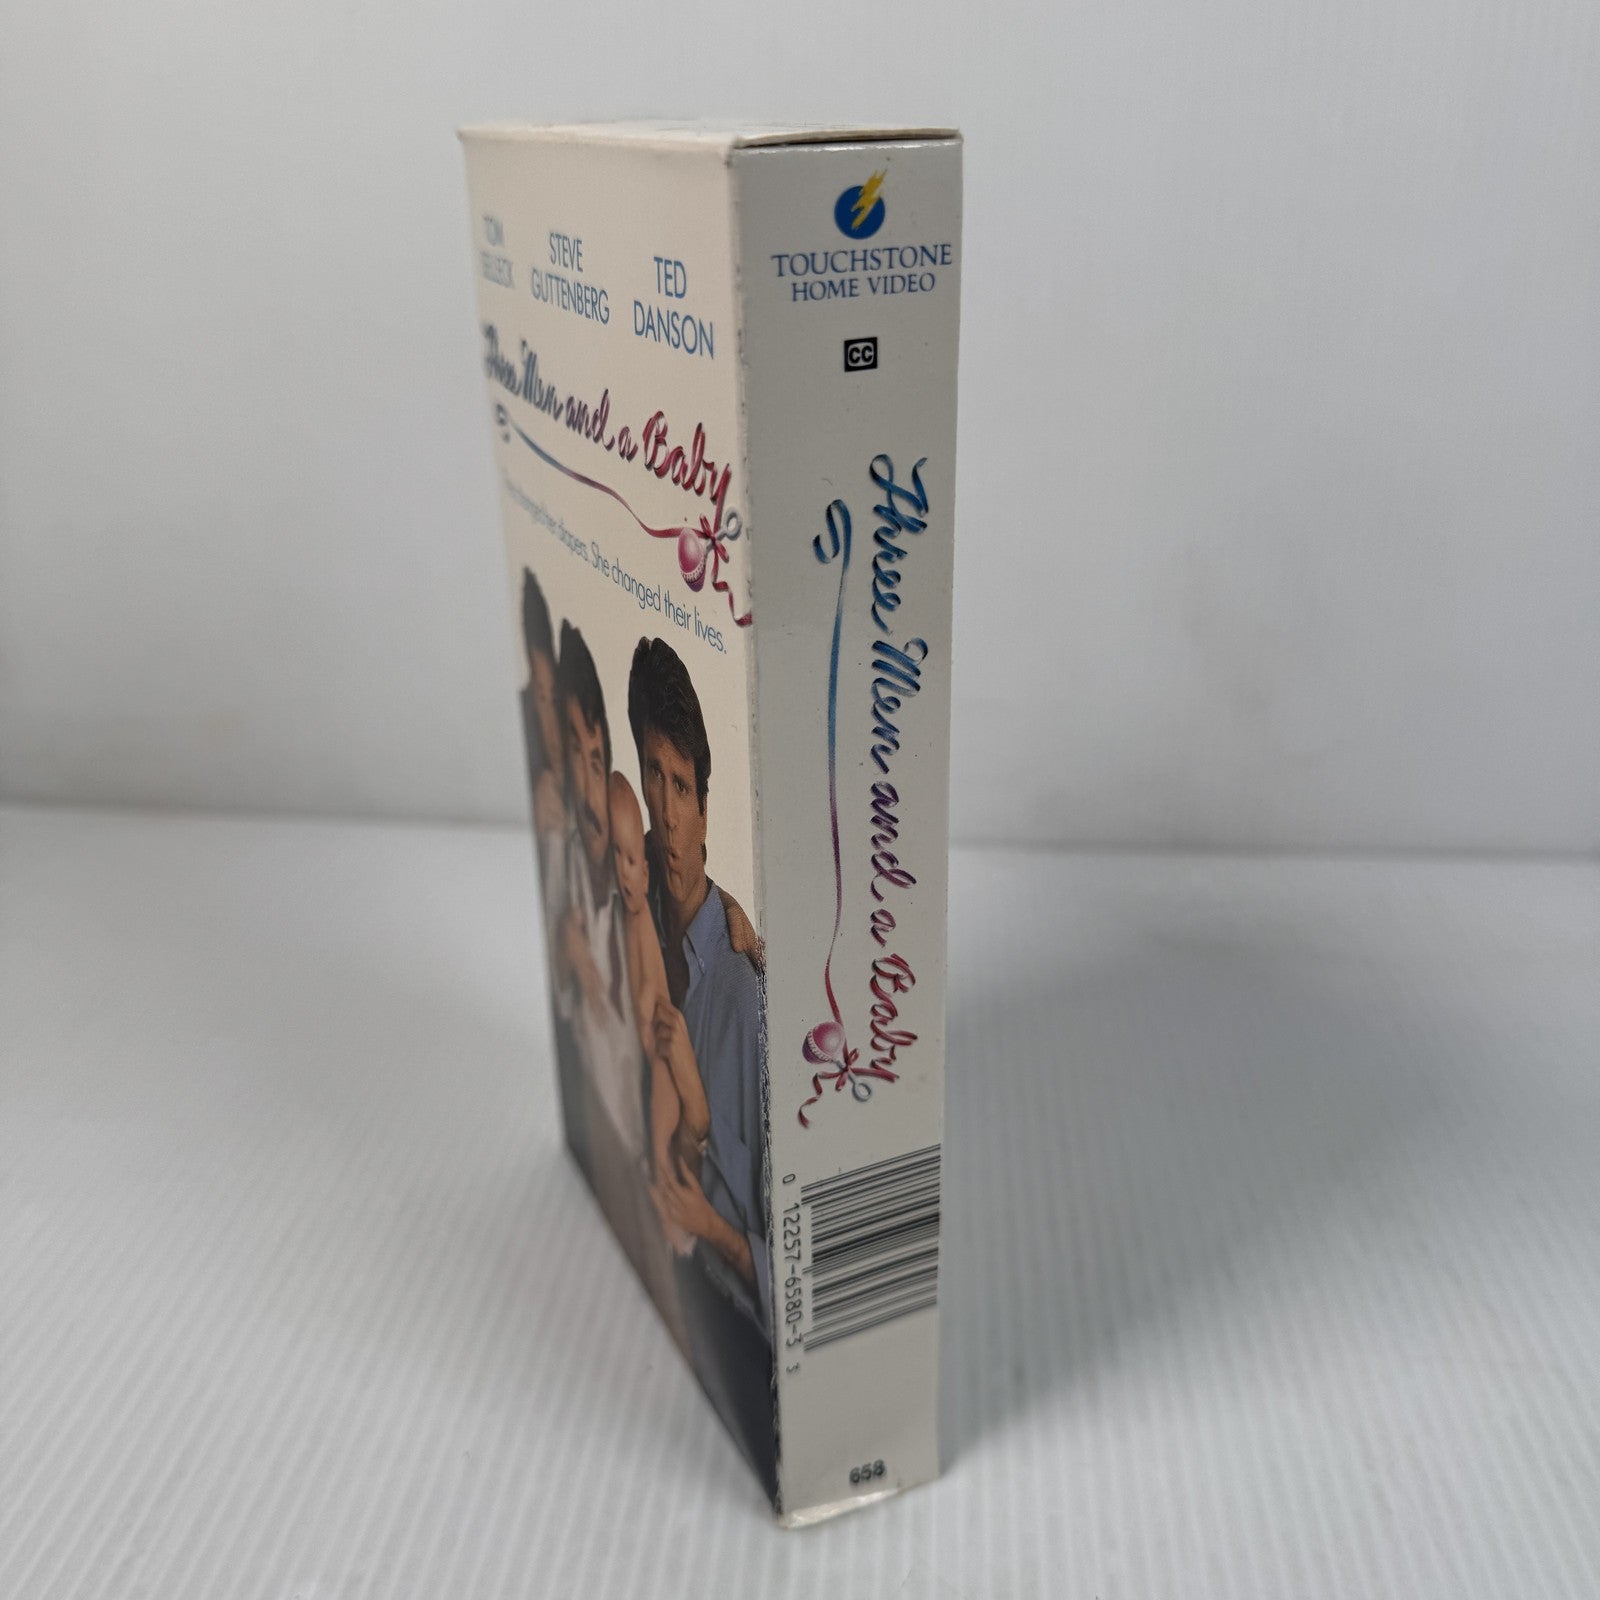 TOM
SELLECK
STEVE
GUTTENBERG
TED
DANSON
Three Men and a Baby
changed her diapers. She changed their lives.
TOUCHSTONE
HOME VIDEO
CC
Three Men and a Baby
0 12257-6580-3 3
658